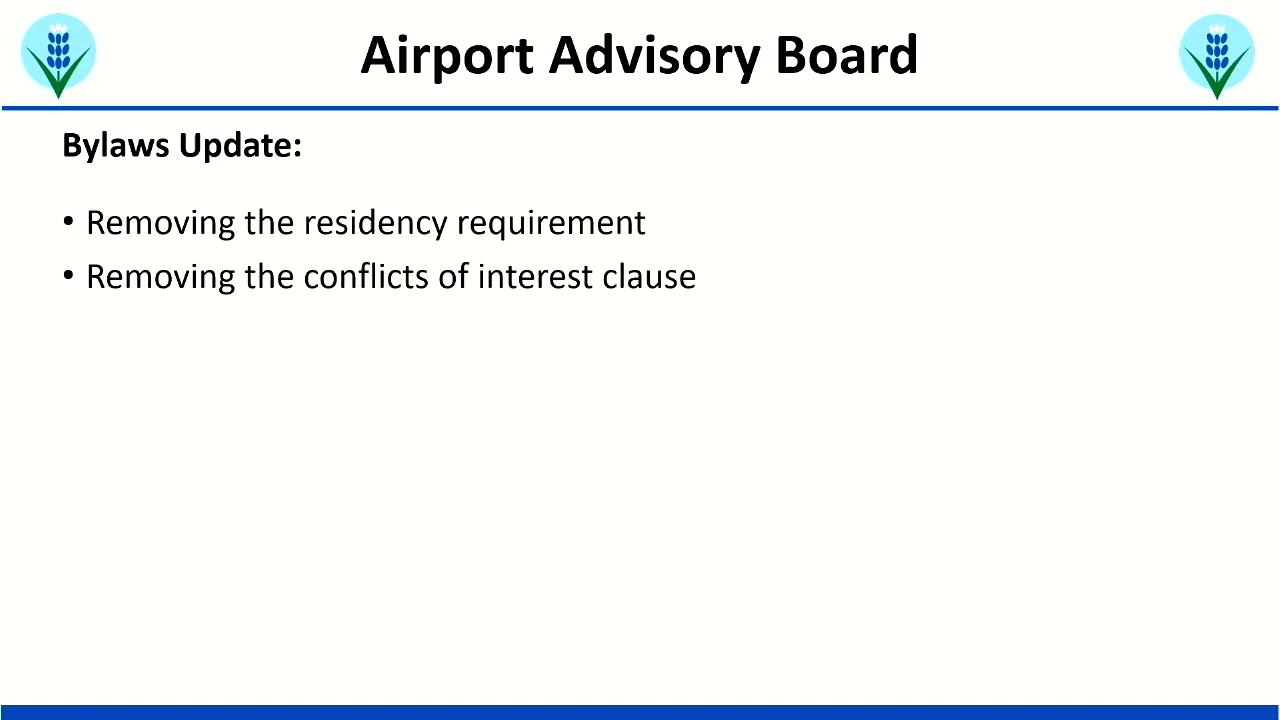 Airport Advisory Board
Bylaws Update:
• Removing the residency requirement
• Removing the conflicts of interest clause